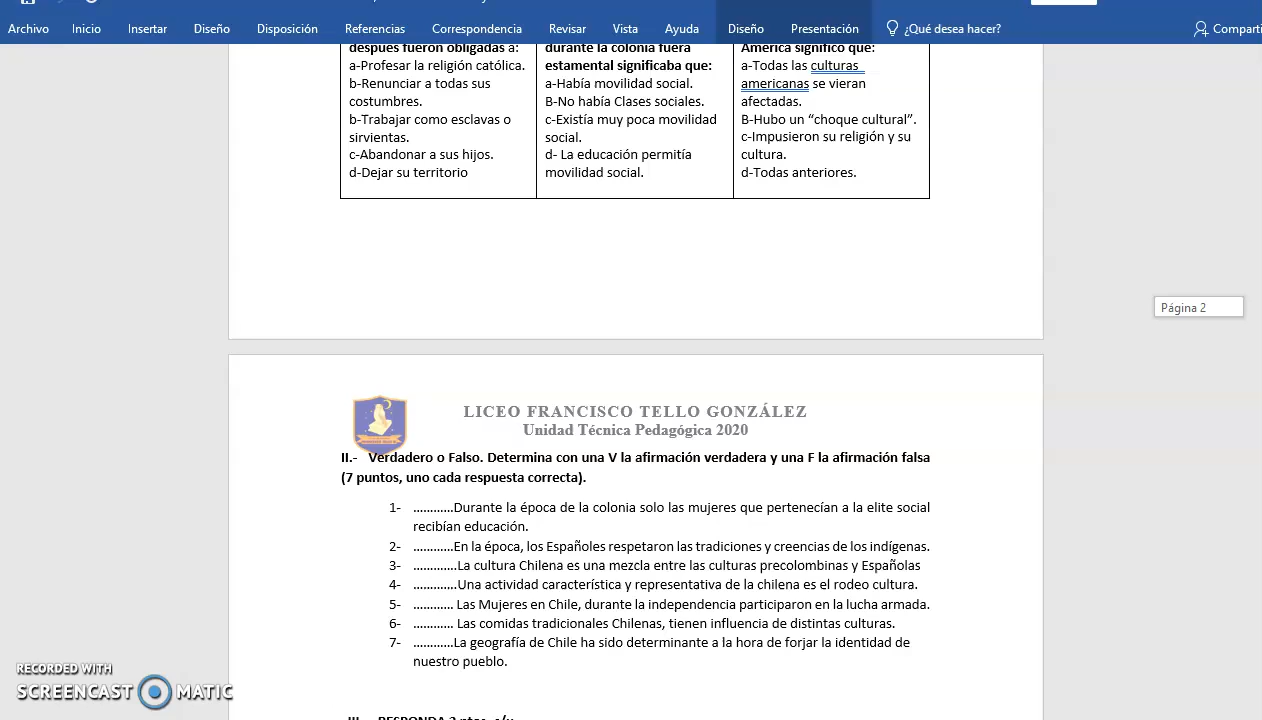 Archivo Inicio Insertar Diseño Disposición Referencias Correspondencia Revisar Vista Ayuda Diseño Presentación ¿Qué desea hacer? Comparti
después fueron obligadas a:
a-Profesar la religión católica.
b-Renunciar a todas sus
costumbres.
b-Trabajar como esclavas o
sirvientas.
c-Abandonar a sus hijos.
d-Dejar su territorio
durante la colonia fuera
estamental significaba que:
a-Había movilidad social.
B-No había Clases sociales.
c-Existía muy poca movilidad
social.
d- La educación permitía
movilidad social.
América significó que:
a-Todas las culturas
americanas se vieran
afectadas.
B-Hubo un “choque cultural”.
c-Impusieron su religión y su
cultura.
d-Todas anteriores.
Página 2
LICEO FRANCISCO TELLO GONZÁLEZ
Unidad Técnica Pedagógica 2020
II.- Verdadero o Falso. Determina con una V la afirmación verdadera y una F la afirmación falsa
(7 puntos, uno cada respuesta correcta).
1- ............Durante la época de la colonia solo las mujeres que pertenecían a la elite social
recibían educación.
2- ............En la época, los Españoles respetaron las tradiciones y creencias de los indígenas.
3- .............La cultura Chilena es una mezcla entre las culturas precolombinas y Españolas
4- .............Una actividad característica y representativa de la chilena es el rodeo cultura.
5- ............ Las Mujeres en Chile, durante la independencia participaron en la lucha armada.
6- ............ Las comidas tradicionales Chilenas, tienen influencia de distintas culturas.
7- ............La geografía de Chile ha sido determinante a la hora de forjar la identidad de
nuestro pueblo.
III.- RESPONDA 2 ptos. c/u
RECORDED WITH
SCREENCAST MATIC